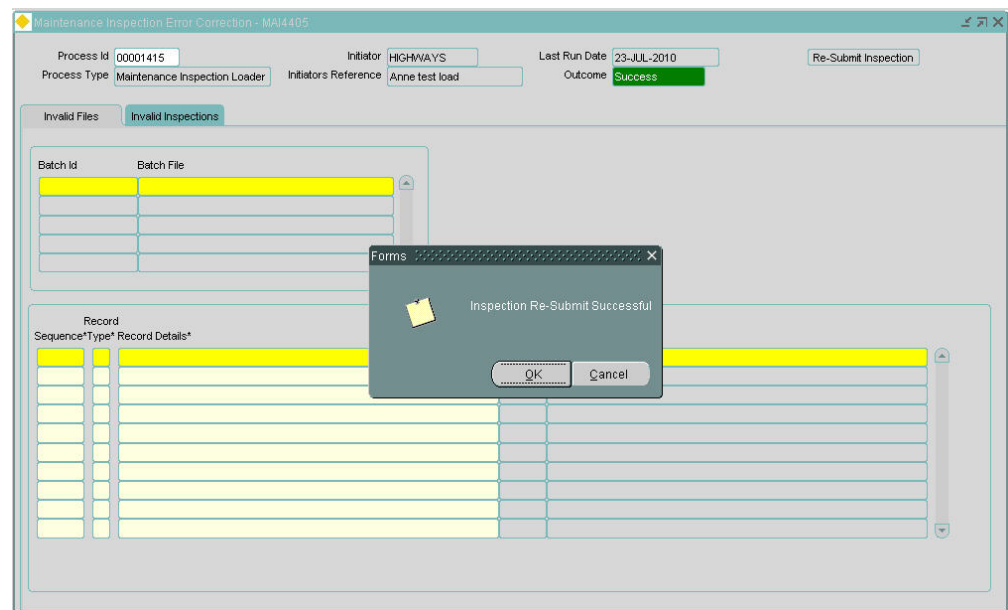 Maintenance Inspection Error Correction - MAI4405
Process Id 00001415 Initiator HIGHWAYS Last Run Date 23-JUL-2010 Re-Submit Inspection
Process Type Maintenance Inspection Loader Initiators Reference Anne test load Outcome Success
Invalid Files Invalid Inspections
Batch Id Batch File
Forms
Inspection Re-Submit Successful
OK Cancel
Record
Sequence*Type* Record Details*